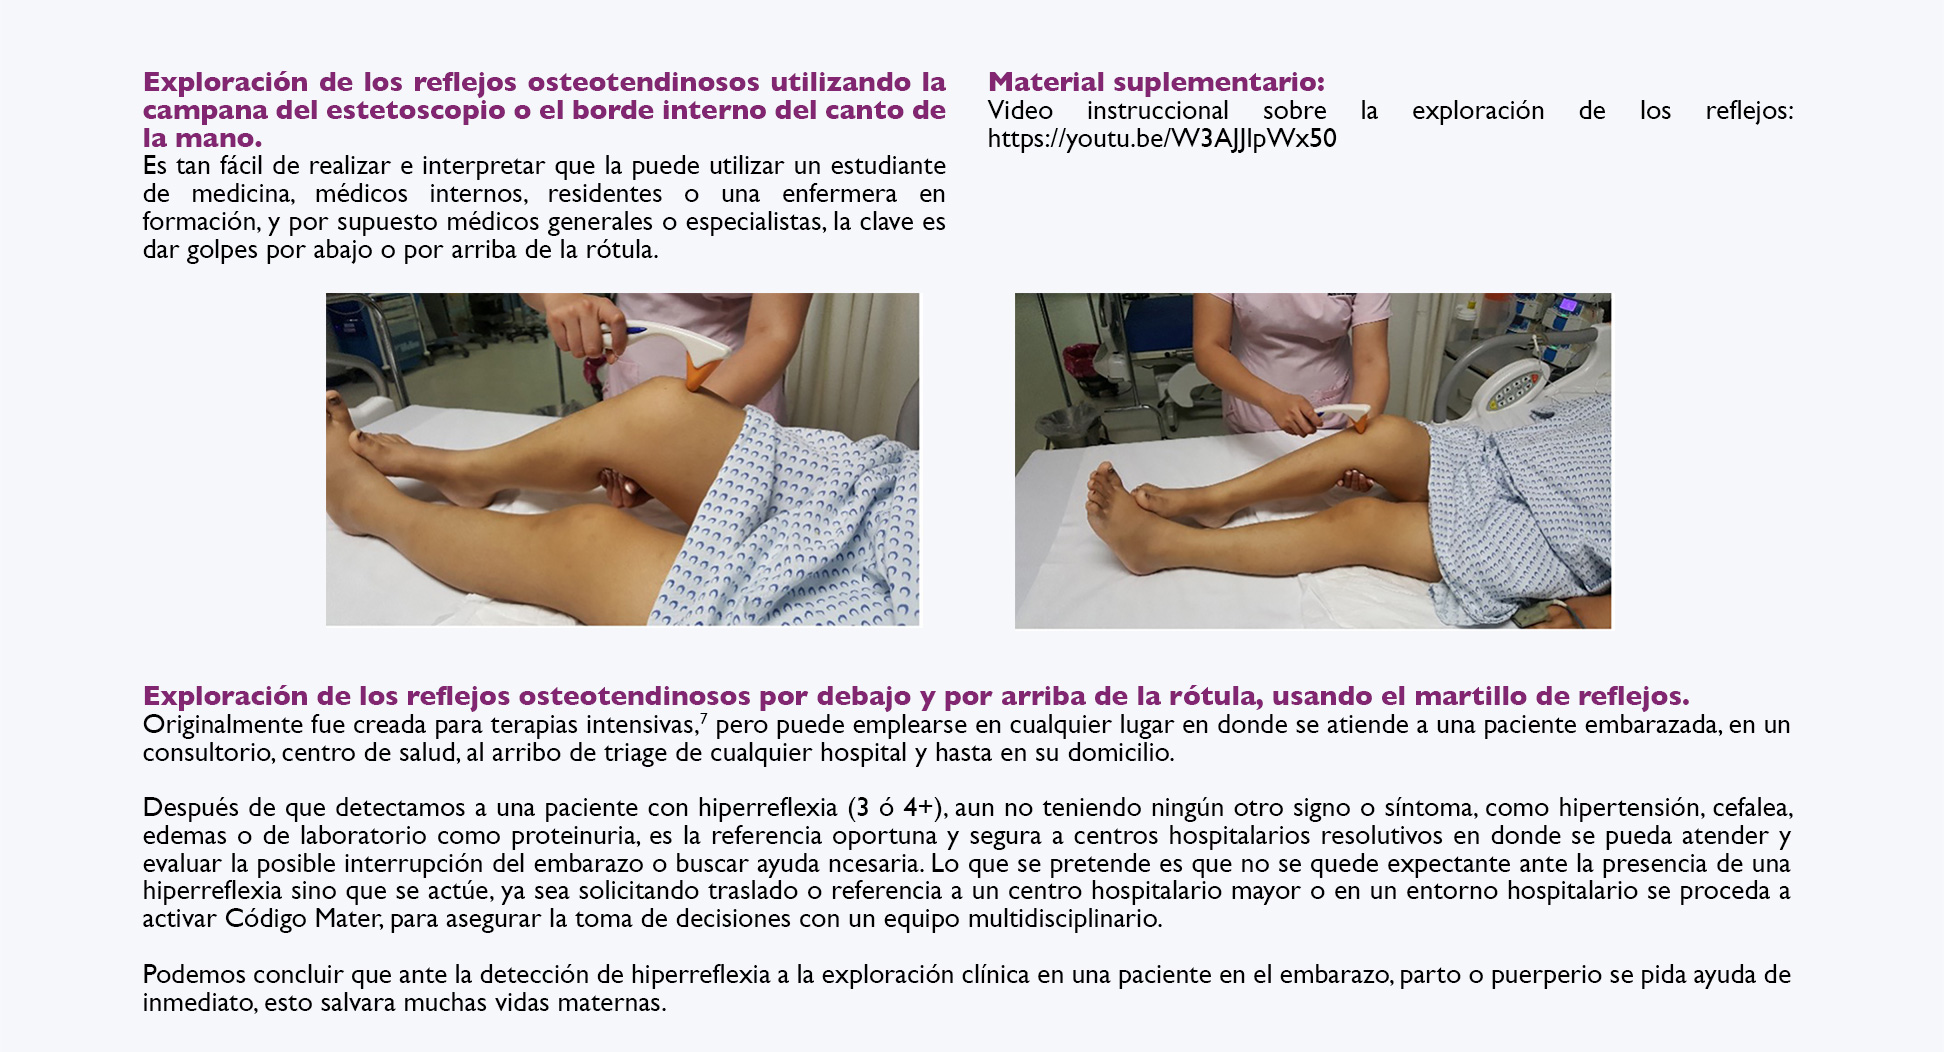 Exploración de los reflejos osteotendinosos utilizando la
campana del estetoscopio o el borde interno del canto de
la mano.
Es tan fácil de realizar e interpretar que la puede utilizar un estudiante
de medicina, médicos internos, residentes o una enfermera en
formación, y por supuesto médicos generales o especialistas, la clave es
dar golpes por abajo o por arriba de la rótula.
Material suplementario:
Video instruccional sobre la exploración de los reflejos:
https://youtu.be/W3AJJlpWx50
Exploración de los reflejos osteotendinosos por debajo y por arriba de la rótula, usando el martillo de reflejos.
Originalmente fue creada para terapias intensivas,⁷ pero puede emplearse en cualquier lugar en donde se atiende a una paciente embarazada, en un
consultorio, centro de salud, al arribo de triage de cualquier hospital y hasta en su domicilio.
Después de que detectamos a una paciente con hiperreflexia (3 ó 4+), aun no teniendo ningún otro signo o síntoma, como hipertensión, cefalea,
edemas o de laboratorio como proteinuria, es la referencia oportuna y segura a centros hospitalarios resolutivos en donde se pueda atender y
evaluar la posible interrupción del embarazo o buscar ayuda ncesaria. Lo que se pretende es que no se quede expectante ante la presencia de una
hiperreflexia sino que se actúe, ya sea solicitando traslado o referencia a un centro hospitalario mayor o en un entorno hospitalario se proceda a
activar Código Mater, para asegurar la toma de decisiones con un equipo multidisciplinario.
Podemos concluir que ante la detección de hiperreflexia a la exploración clínica en una paciente en el embarazo, parto o puerperio se pida ayuda de
inmediato, esto salvara muchas vidas maternas.